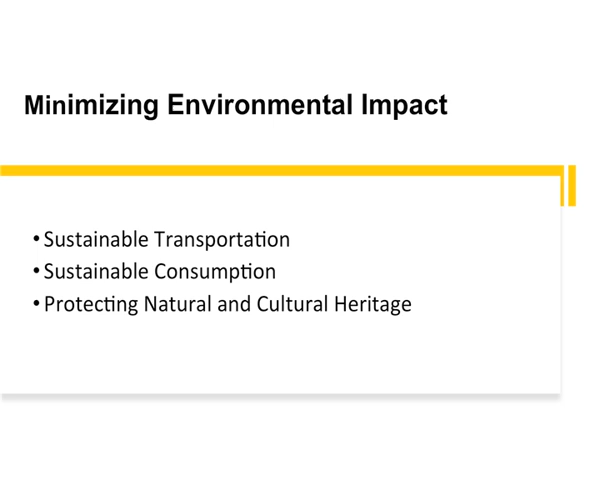 Minimizing Environmental Impact
• Sustainable Transportation
• Sustainable Consumption
• Protecting Natural and Cultural Heritage